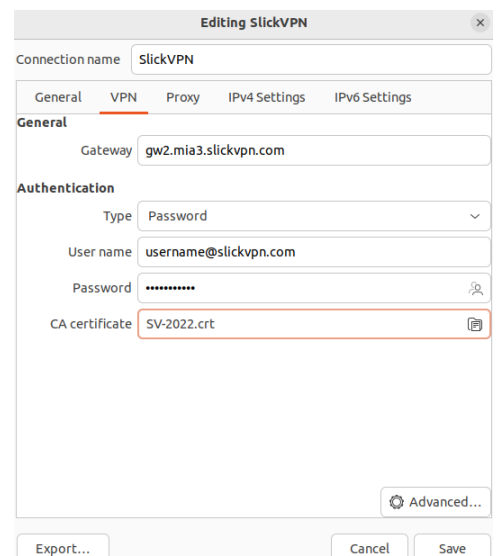 Editing SlickVPN
Connection name SlickVPN
General VPN Proxy IPv4 Settings IPv6 Settings
General
Gateway gw2.mia3.slickvpn.com
Authentication
Type Password
User name username@slickvpn.com
Password •••••••••••
CA certificate SV-2022.crt
Advanced...
Export... Cancel Save